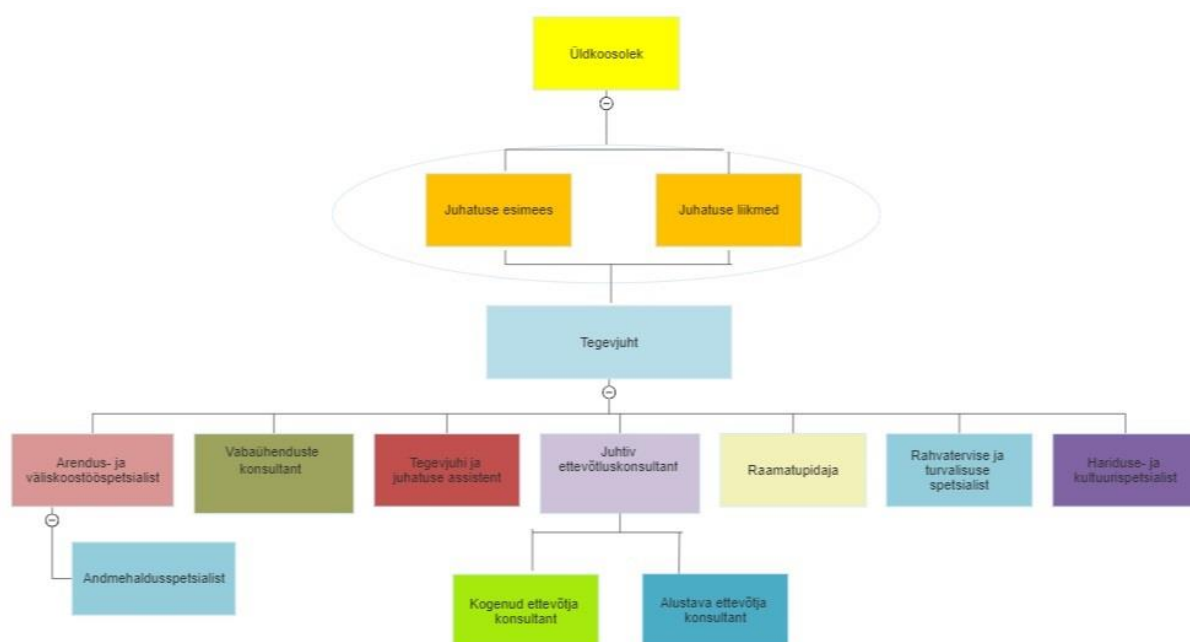 Üldkoosolek
Juhatuse esimees
Juhatuse liikmed
Tegevjuht
Arendus- ja
väliskoostööspetsialist
Vabaühenduste
konsultant
Tegevjuhi ja
juhatuse assistent
Juhtiv
ettevõtluskonsultant
Raamatupidaja
Rahvatervise ja
turvalisuse
spetsialist
Hariduse- ja
kultuurispetsialist
Andmehaldusspetsialist
Kogenud ettevõtja
konsultant
Alustava ettevõtja
konsultant